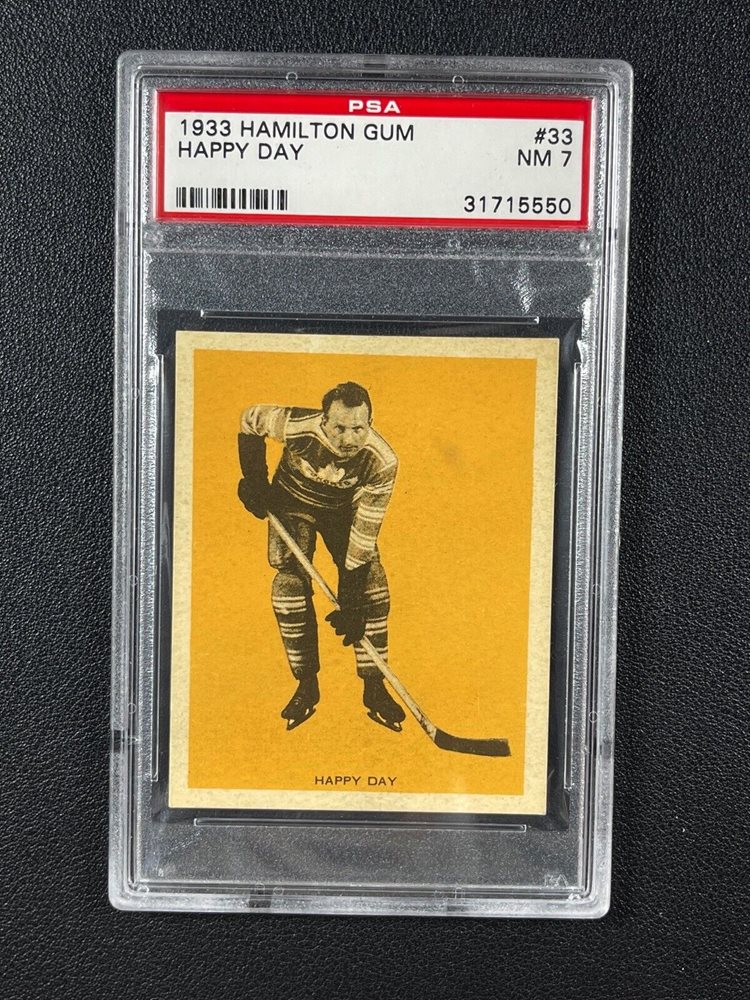 PSA
1933 HAMILTON GUM #33
HAPPY DAY NM 7
31715550
HAPPY DAY